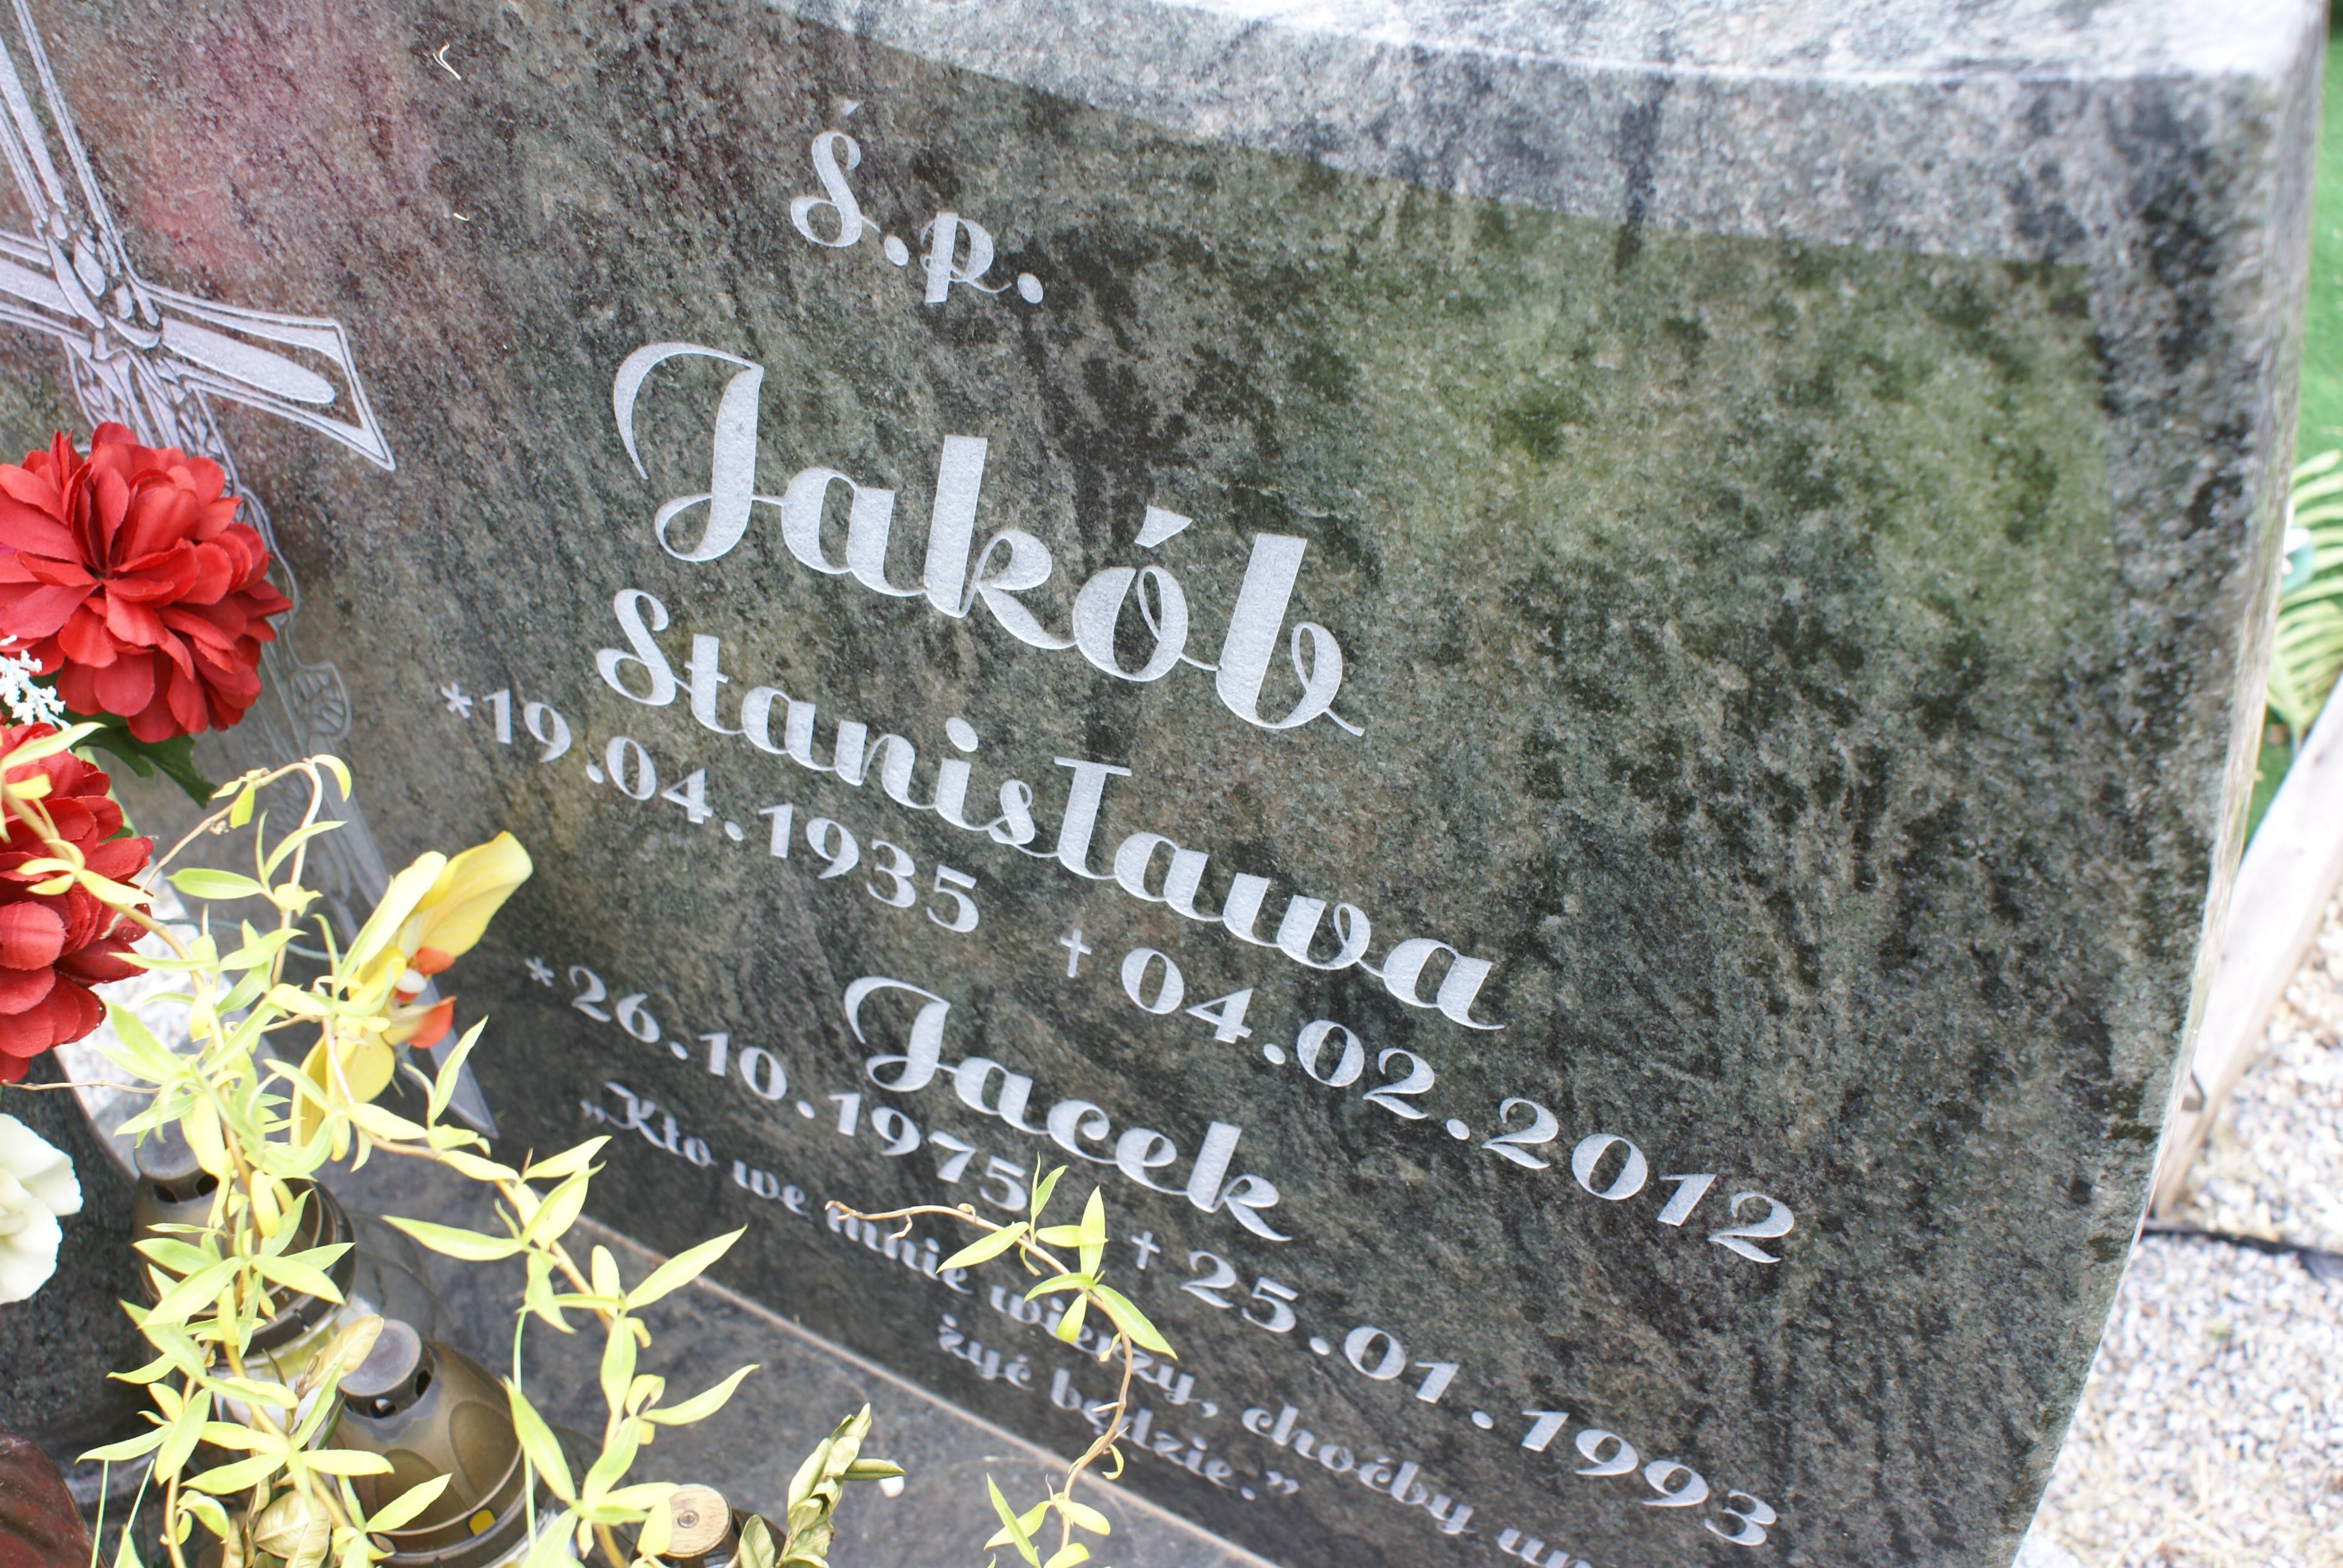 Ś.p.
Jakób
Stanisława
*19.04.1935 †04.02.2012
Jacek
*26.10.1975 †25.01.1993
„Kto we mnie wierzy, choćby
żyć będzie.”